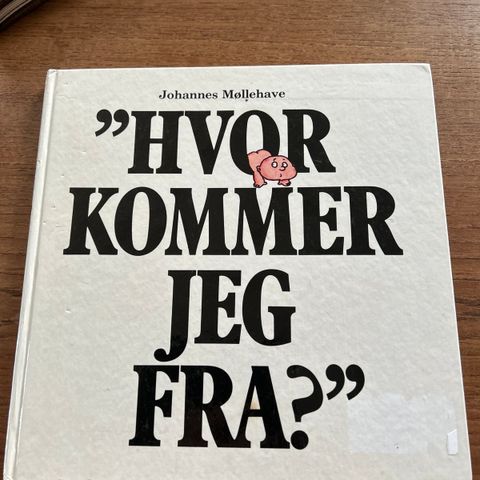 Johannes Møllehave
”HVOR
KOMMER
JEG
FRA?”